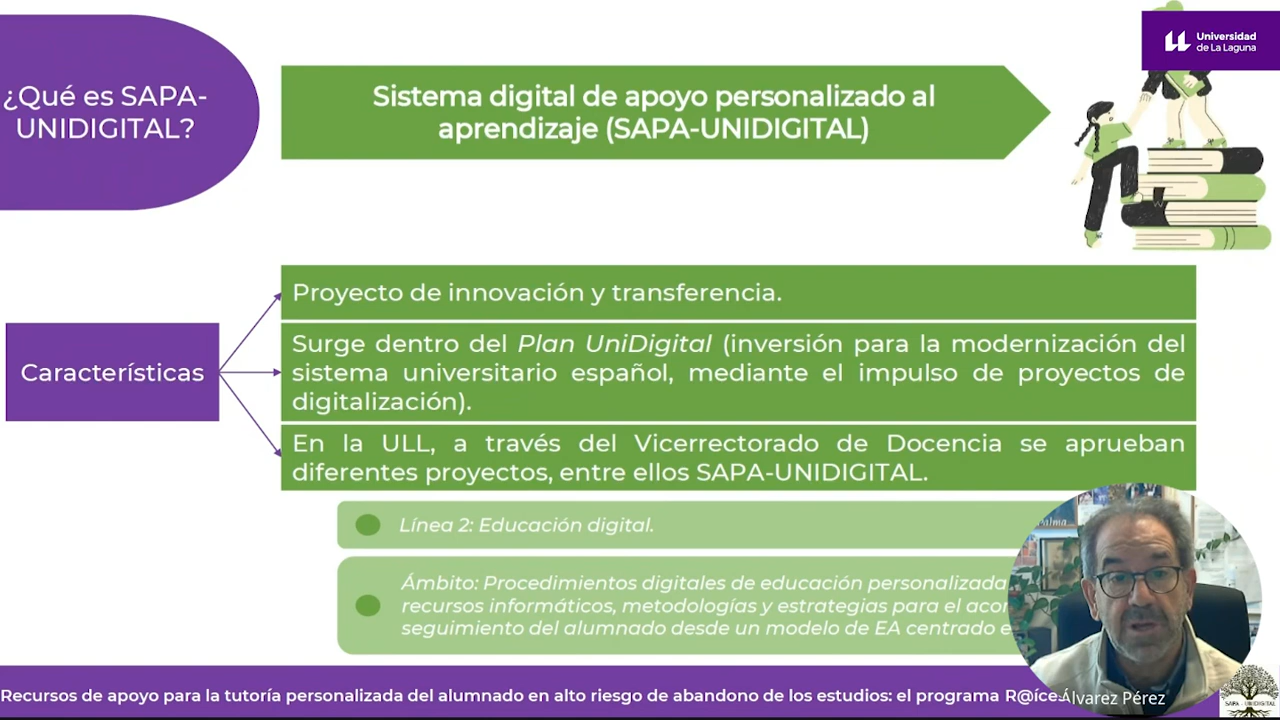 Universidad
de La Laguna
¿Qué es SAPA-
UNIDIGITAL?
Sistema digital de apoyo personalizado al
aprendizaje (SAPA-UNIDIGITAL)
Características
Proyecto de innovación y transferencia.
Surge dentro del Plan UniDigital (inversión para la modernización del
sistema universitario español, mediante el impulso de proyectos de
digitalización).
En la ULL, a través del Vicerrectorado de Docencia se aprueban
diferentes proyectos, entre ellos SAPA-UNIDIGITAL.
Línea 2: Educación digital.
Ámbito: Procedimientos digitales de educación personalizada
recursos informáticos, metodologías y estrategias para el
seguimiento del alumnado desde un modelo de EA centrado
Recursos de apoyo para la tutoría personalizada del alumnado en alto riesgo de abandono de los estudios: el programa R@íces
Álvarez Pérez
SAPA - UNIDIGITAL